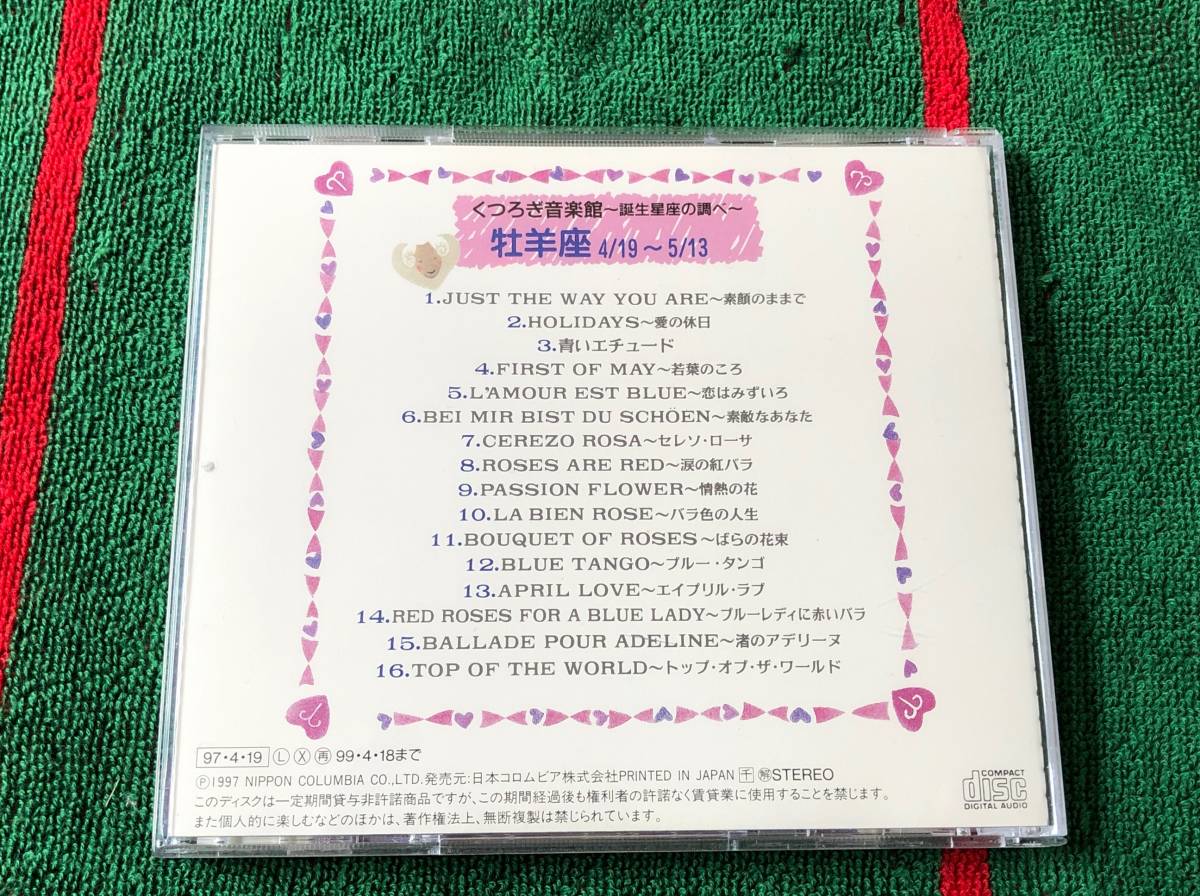 くつろぎ音楽館〜誕生星座の調べ〜
牡羊座 4/19〜5/13
1.JUST THE WAY YOU ARE〜素顔のままで
2.HOLIDAYS〜愛の休日
3.青いエチュード
4.FIRST OF MAY〜若葉のころ
5.L'AMOUR EST BLUE〜恋はみずいろ
6.BEI MIR BIST DU SCHÖEN〜素敵なあなた
7.CEREZO ROSA〜セレソ・ローサ
8.ROSES ARE RED〜涙の紅バラ
9.PASSION FLOWER〜情熱の花
10.LA BIEN ROSE〜バラ色の人生
11.BOUQUET OF ROSES〜ばらの花束
12.BLUE TANGO〜ブルー・タンゴ
13.APRIL LOVE〜エイプリル・ラブ
14.RED ROSES FOR A BLUE LADY〜ブルーレディに赤いバラ
15.BALLADE POUR ADELINE〜渚のアデリーヌ
16.TOP OF THE WORLD〜トップ・オブ・ザ・ワールド
97・4・19 Ⓛ Ⓧ ㊮99・4・18まで
Ⓟ1997 NIPPON COLUMBIA CO.,LTD.発売元:日本コロムビア株式会社PRINTED IN JAPAN 干 解STEREO
このディスクは一定期間貸与非許諾商品ですが、この期間経過後も権利者の許諾なく賃貸業に使用することを禁じます。
また個人的に楽しむなどのほかは、著作権法上、無断複製は禁じられています。
COMPACT
disc
DIGITAL AUDIO